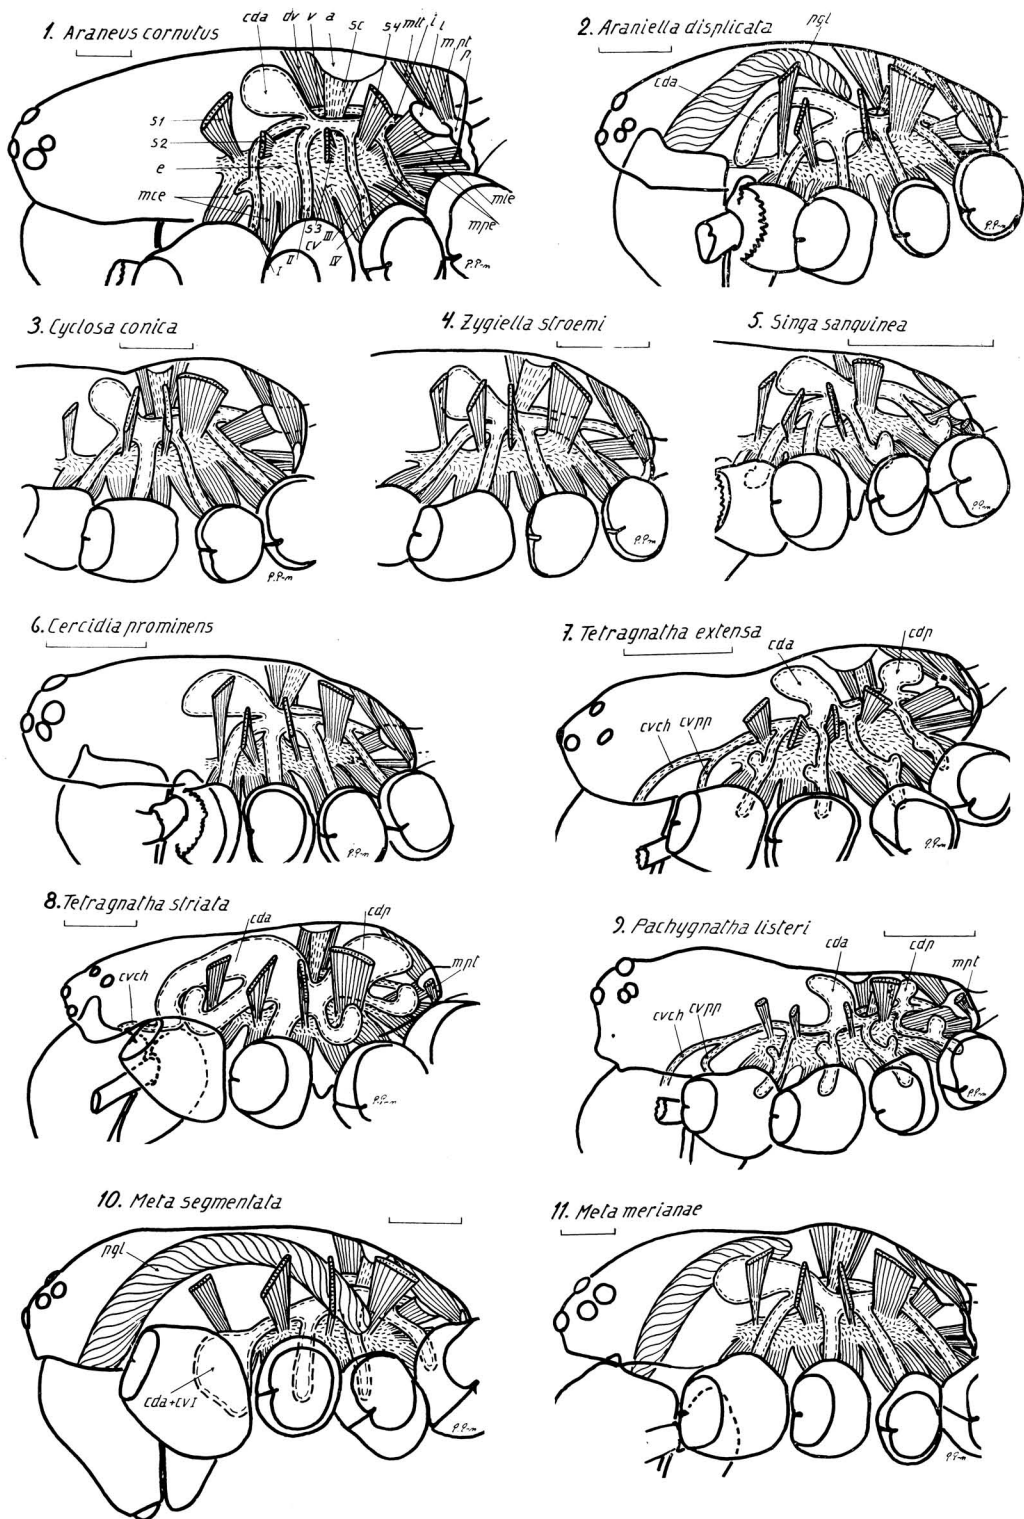 1. Araneus cornutus
cda dv v a sc s4 mlt i l mpt p
s1
s2
e
mce
s3
cv
I II III IV
mle
mpe
P.P-m
2. Araniella displicata
pgl
cda
P.P-m
3. Cyclosa conica
P.P-m
4. Zygiella stroemi
P.P-m
5. Singa sanguinea
P.P-m
6. Cercidia prominens
P.P-m
7. Tetragnatha extensa
cda
cdp
cvch
cvpp
P.P-m
8. Tetragnatha striata
cda
cdp
cvch
mpt
P.P-m
9. Pachygnatha listeri
cda
cdp
mpt
cvch
cvpp
P.P-m
10. Meta segmentata
pgl
cda+cv I
P.P-m
11. Meta merianae
P.P-m